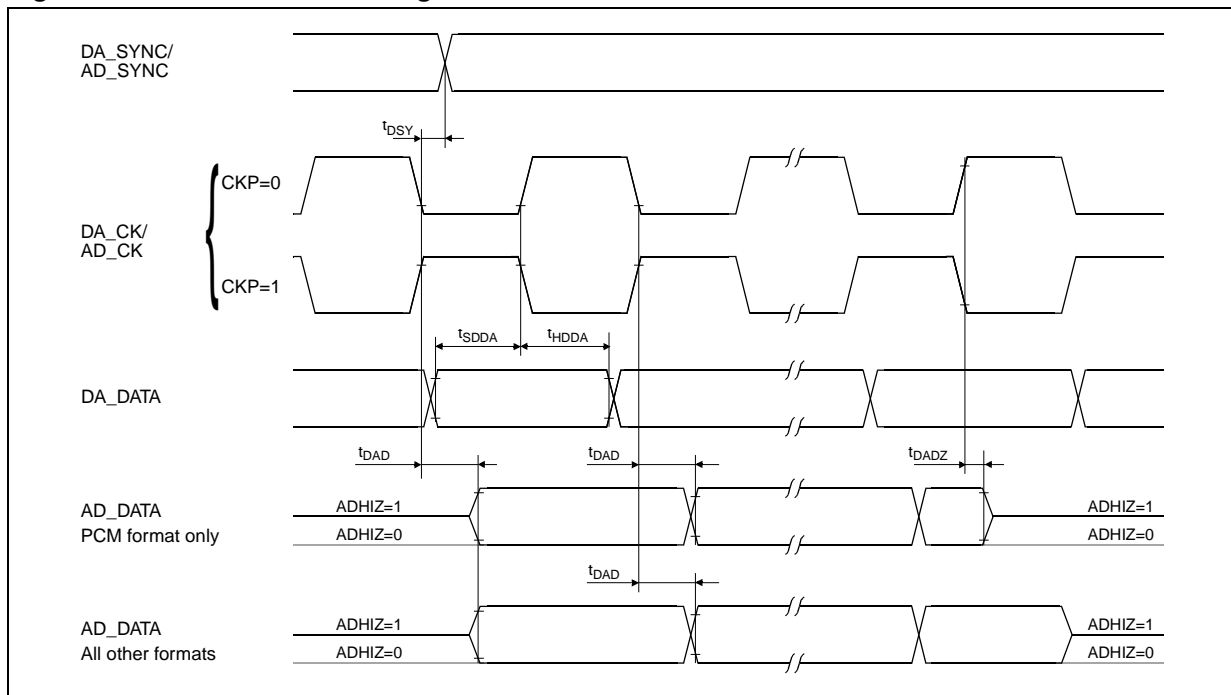 DA_SYNC/
AD_SYNC
tDSY
CKP=0
DA_CK/
AD_CK
CKP=1
tSDDA tHDDA
DA_DATA
tDAD tDAD tDADZ
AD_DATA
PCM format only
ADHIZ=1 ADHIZ=1
ADHIZ=0 ADHIZ=0
tDAD
AD_DATA
All other formats
ADHIZ=1 ADHIZ=1
ADHIZ=0 ADHIZ=0